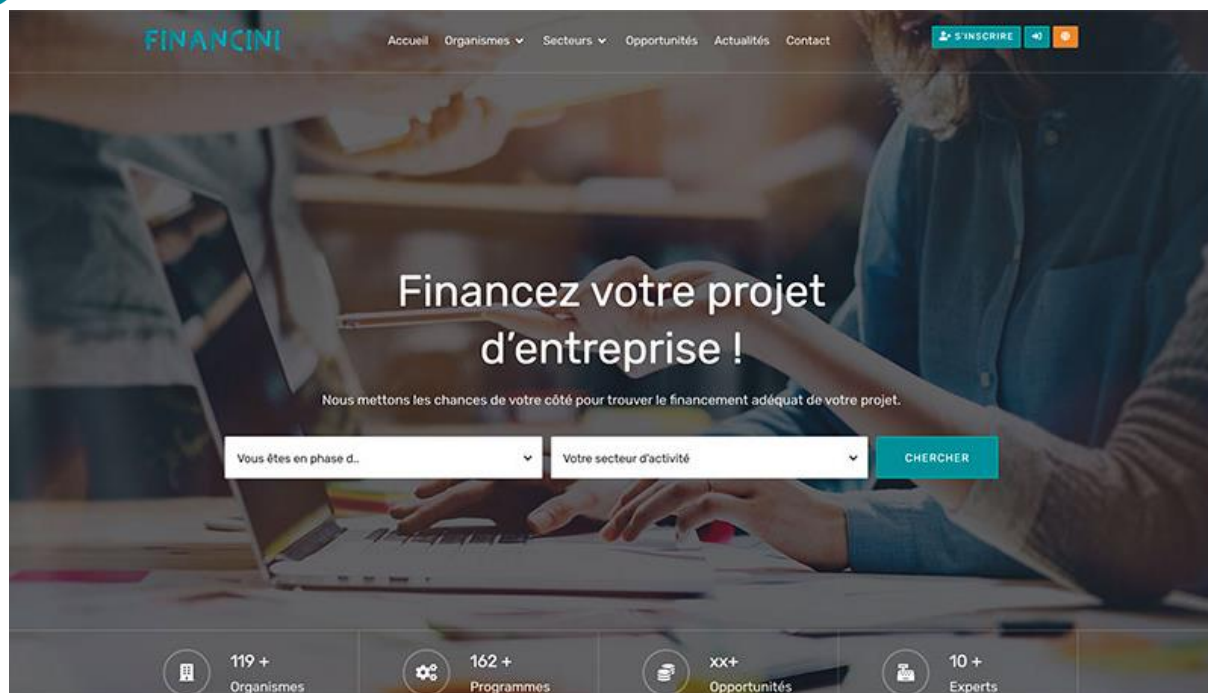 FINANCINI
Accueil Organismes Secteurs Opportunités Actualités Contact
S'INSCRIRE
Financez votre projet
d'entreprise !
Nous mettons les chances de votre côté pour trouver le financement adéquat de votre projet.
Vous êtes en phase d.. Votre secteur d'activité CHERCHER
119 + 162 + xx+ 10 +
Organismes Programmes Opportunités Experts